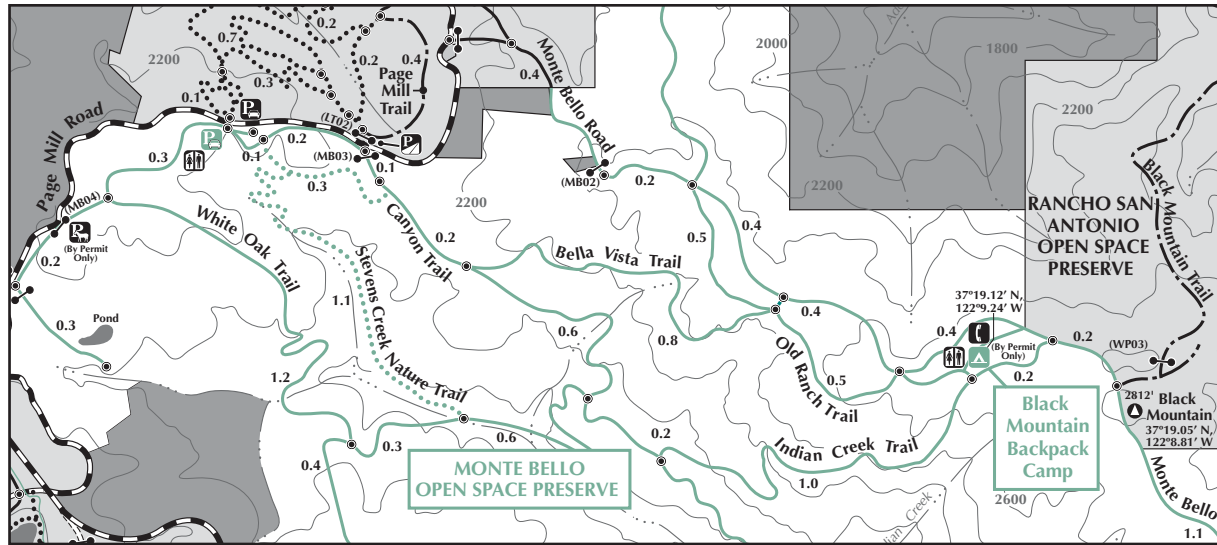 0.2
0.7
2200
0.3
0.2
0.4
Page
Mill
Trail
0.1
Page Mill Road
P
P
P
(LT02)
0.2
(MB03)
0.1
0.1
0.3
0.3
(MB04)
P
(By Permit
Only)
0.2
0.3
Pond
White Oak Trail
Stevens Creek Nature Trail
1.1
1.2
0.4
0.3
0.6
Canyon Trail
0.2
2200
0.4
Monte Bello Road
(MB02)
0.2
2000
1800
2200
2200
2200
0.5
0.4
Bella Vista Trail
0.6
0.8
0.4
Old Ranch Trail
0.5
0.2
Indian Creek Trail
1.0
37°19.12' N,
122°9.24' W
0.4
(By Permit
Only)
0.2
0.2
RANCHO SAN
ANTONIO
OPEN SPACE
PRESERVE
Black Mountain Trail
(WP03)
2812'
Black
Mountain
37°19.05' N,
122°8.81' W
Black
Mountain
Backpack
Camp
MONTE BELLO
OPEN SPACE PRESERVE
2600
Creek
Monte Bello
1.1